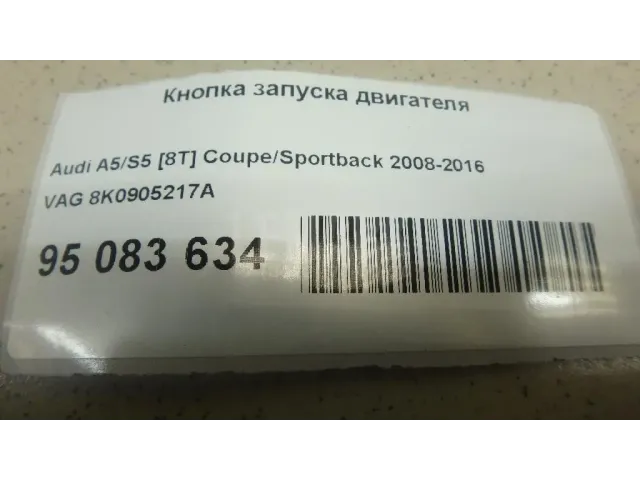 Кнопка запуска двигателя
Audi A5/S5 [8T] Coupe/Sportback 2008-2016
VAG 8K0905217A
95 083 634